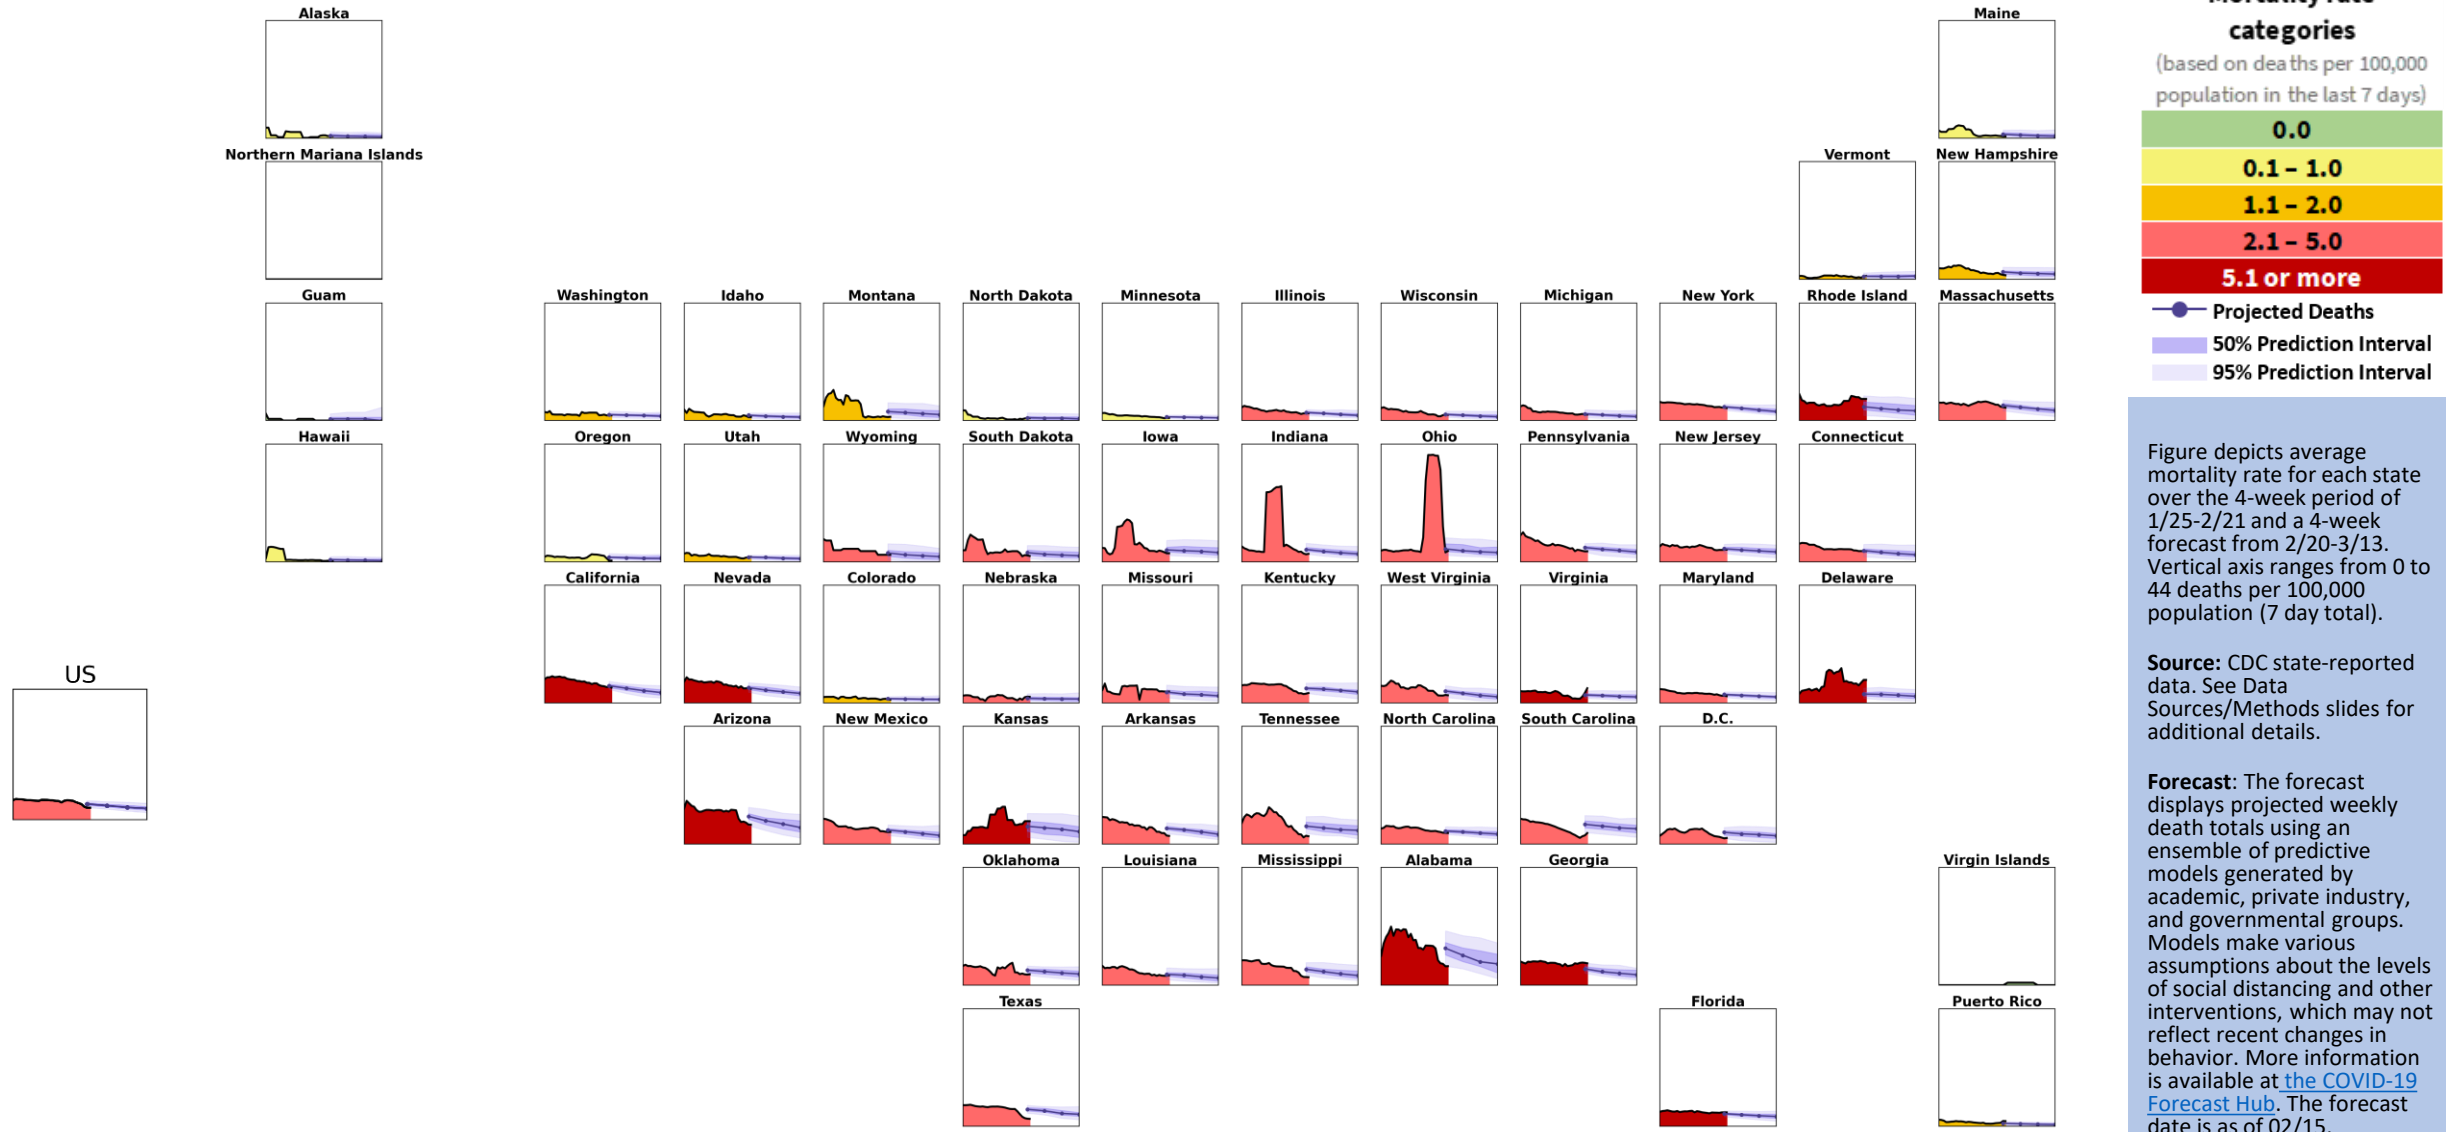 Alaska
Maine
Northern Mariana Islands
Vermont
New Hampshire
Guam
Washington
Idaho
Montana
North Dakota
Minnesota
Illinois
Wisconsin
Michigan
New York
Rhode Island
Massachusetts
Hawaii
Oregon
Utah
Wyoming
South Dakota
Iowa
Indiana
Ohio
Pennsylvania
New Jersey
Connecticut
California
Nevada
Colorado
Nebraska
Missouri
Kentucky
West Virginia
Virginia
Maryland
Delaware
US
Arizona
New Mexico
Kansas
Arkansas
Tennessee
North Carolina
South Carolina
D.C.
Oklahoma
Louisiana
Mississippi
Alabama
Georgia
Virgin Islands
Texas
Florida
Puerto Rico
Mortality rate
categories
(based on deaths per 100,000
population in the last 7 days)
0.0
0.1 – 1.0
1.1 – 2.0
2.1 – 5.0
5.1 or more
Projected Deaths
50% Prediction Interval
95% Prediction Interval
Figure depicts average
mortality rate for each state
over the 4-week period of
1/25-2/21 and a 4-week
forecast from 2/20-3/13.
Vertical axis ranges from 0 to
44 deaths per 100,000
population (7 day total).
Source: CDC state-reported
data. See Data
Sources/Methods slides for
additional details.
Forecast: The forecast
displays projected weekly
death totals using an
ensemble of predictive
models generated by
academic, private industry,
and governmental groups.
Models make various
assumptions about the levels
of social distancing and other
interventions, which may not
reflect recent changes in
behavior. More information
is available at the COVID-19
Forecast Hub. The forecast
date is as of 02/15.